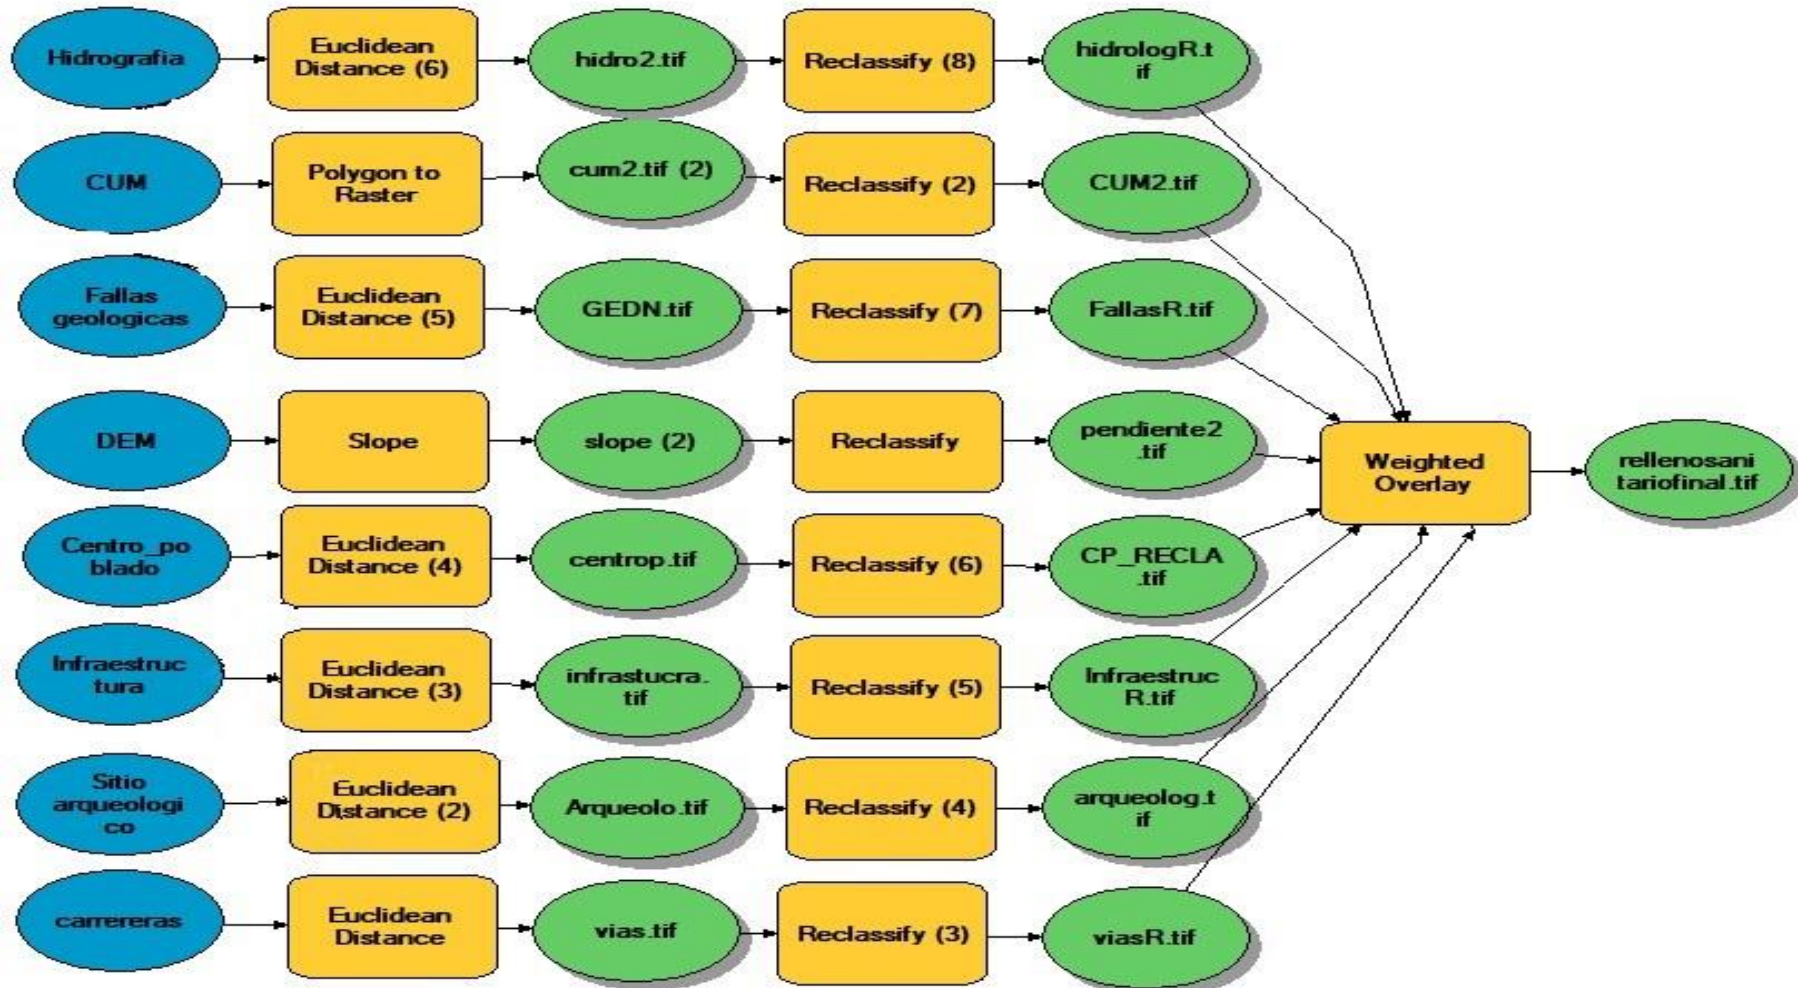 Hidrografia
Euclidean
Distance (6)
hidro2.tif
Reclassify (8)
hidrologR.t
if
CUM
Polygon to
Raster
cum2.tif (2)
Reclassify (2)
CUM2.tif
Fallas
geologicas
Euclidean
Distance (5)
GEDN.tif
Reclassify (7)
FallasR.tif
DEM
Slope
slope (2)
Reclassify
pendiente2
.tif
Weighted
Overlay
rellenosani
tariofinal.tif
Centro_po
blado
Euclidean
Distance (4)
centrop.tif
Reclassify (6)
CP_RECLA
.tif
Infraestruc
tura
Euclidean
Distance (3)
infrastucra.
tif
Reclassify (5)
Infraestruc
R.tif
Sitio
arqueologi
co
Euclidean
Distance (2)
Arqueolo.tif
Reclassify (4)
arqueolog.t
if
carrereras
Euclidean
Distance
vias.tif
Reclassify (3)
viasR.tif